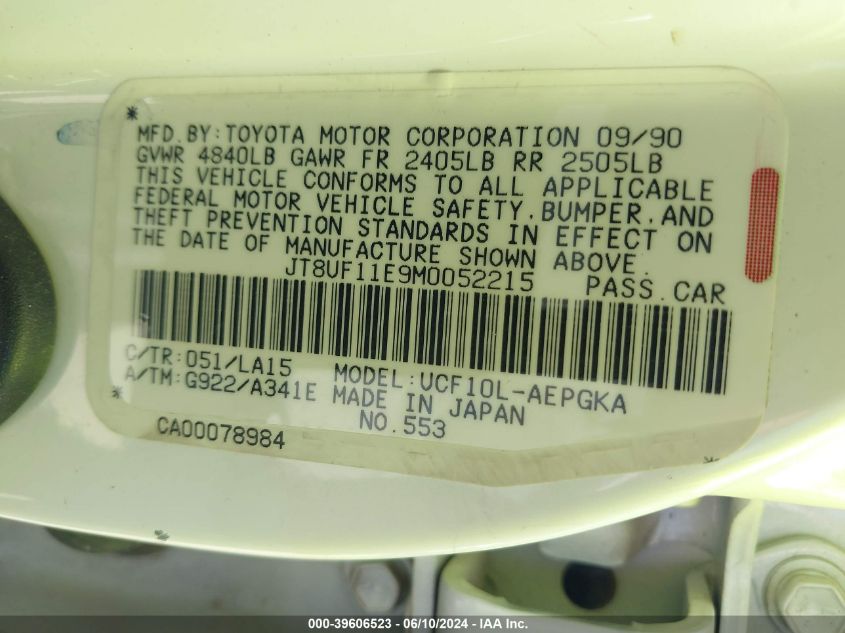 MFD.BY:TOYOTA MOTOR CORPORATION 09/90
GVWR 4840LB GAWR FR 2405LB RR 2505LB
THIS VEHICLE CONFORMS TO ALL APPLICABLE
FEDERAL MOTOR VEHICLE SAFETY.BUMPER.AND
THEFT PREVENTION STANDARDS IN EFFECT ON
THE DATE OF MANUFACTURE SHOWN ABOVE.
JT8UF11E9M0052215 PASS.CAR
C/TR:051/LA15 MODEL:UCF10L-AEPGKA
A/TM:G922/A341E MADE IN JAPAN
NO.553
CA00078984
000-39606523 - 06/10/2024 - IAA Inc.